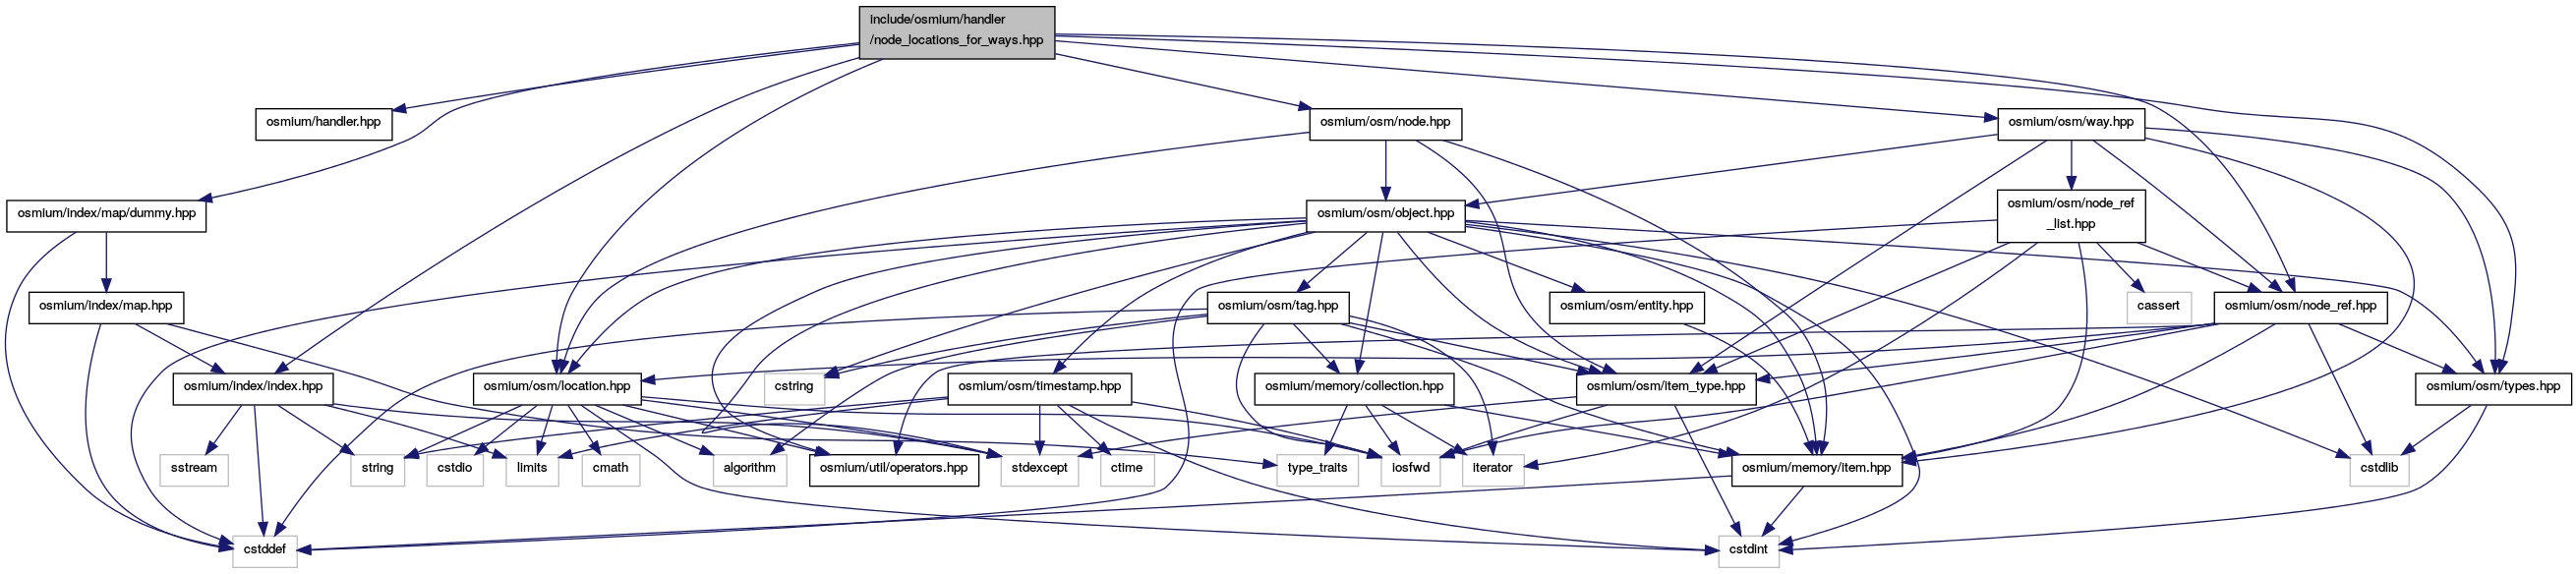 include/osmium/handler
/node_locations_for_ways.hpp
osmium/handler.hpp
osmium/osm/node.hpp
osmium/osm/way.hpp
osmium/index/map/dummy.hpp
osmium/osm/object.hpp
osmium/osm/node_ref
_list.hpp
osmium/index/map.hpp
osmium/osm/tag.hpp
osmium/osm/entity.hpp
cassert
osmium/osm/node_ref.hpp
osmium/index/index.hpp
osmium/osm/location.hpp
cstring
osmium/osm/timestamp.hpp
osmium/memory/collection.hpp
osmium/osm/item_type.hpp
osmium/osm/types.hpp
sstream
string
cstdio
limits
cmath
algorithm
osmium/util/operators.hpp
stdexcept
ctime
type_traits
iosfwd
iterator
osmium/memory/item.hpp
cstdlib
cstddef
cstdint